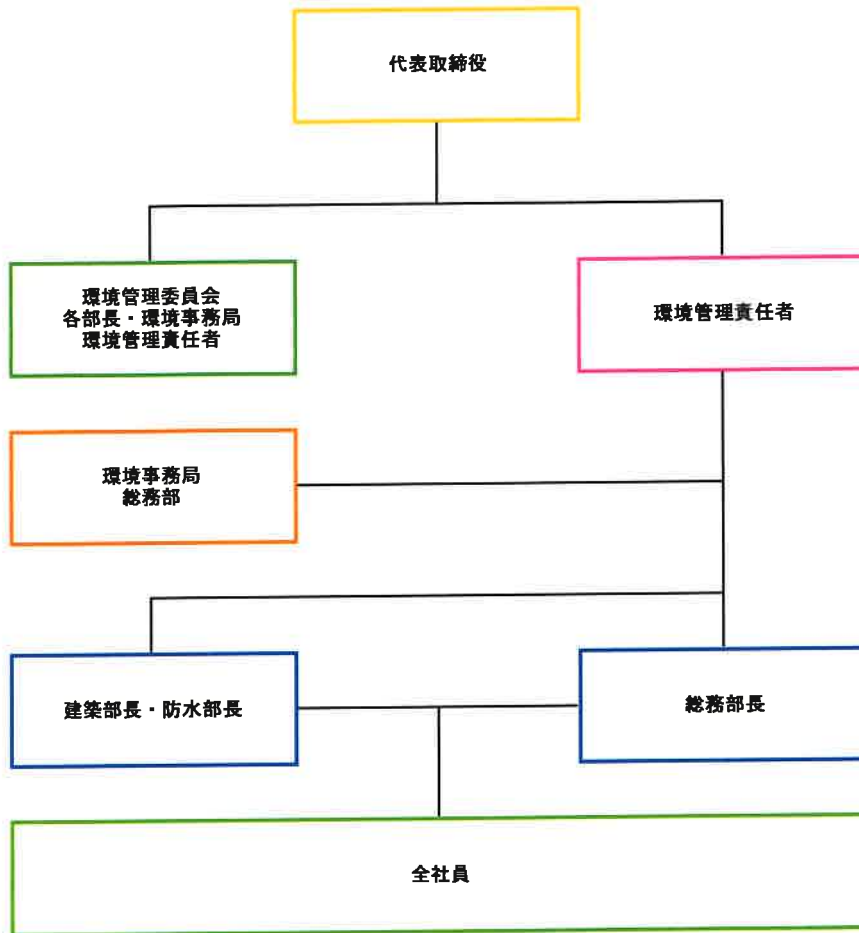 代表取締役
環境管理委員会
各部長・環境事務局
環境管理責任者
環境管理責任者
環境事務局
総務部
建築部長・防水部長
総務部長
全社員